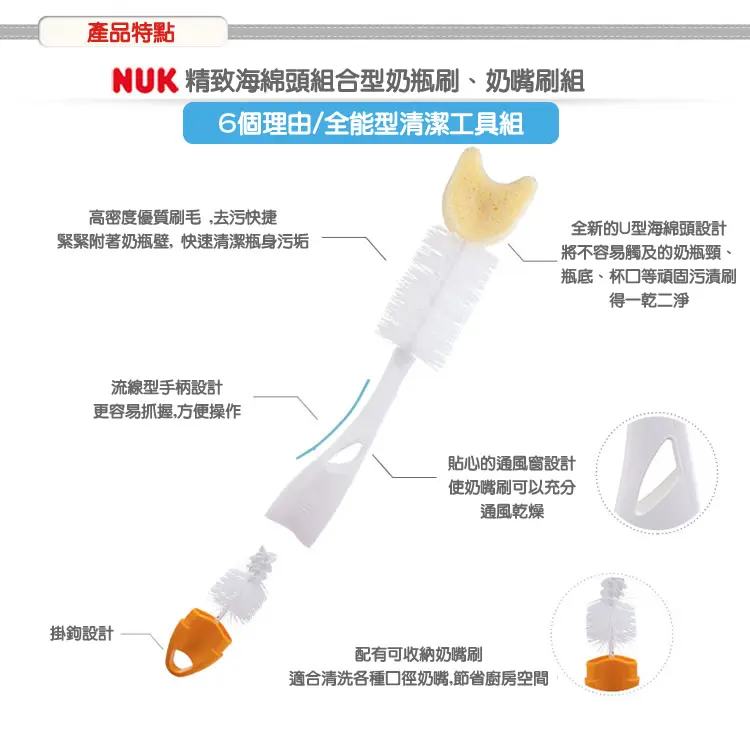 產品特點
NUK 精致海綿頭組合型奶瓶刷、奶嘴刷組
6個理由/全能型清潔工具組
高密度優質刷毛 ,去污快捷
緊緊附著奶瓶壁, 快速清潔瓶身污垢
全新的U型海綿頭設計
將不容易觸及的奶瓶頸、
瓶底、杯口等頑固污漬刷
得一乾二淨
流線型手柄設計
更容易抓握,方便操作
貼心的通風窗設計
使奶嘴刷可以充分
通風乾燥
掛鉤設計
配有可收納奶嘴刷
適合清洗各種口徑奶嘴,節省廚房空間